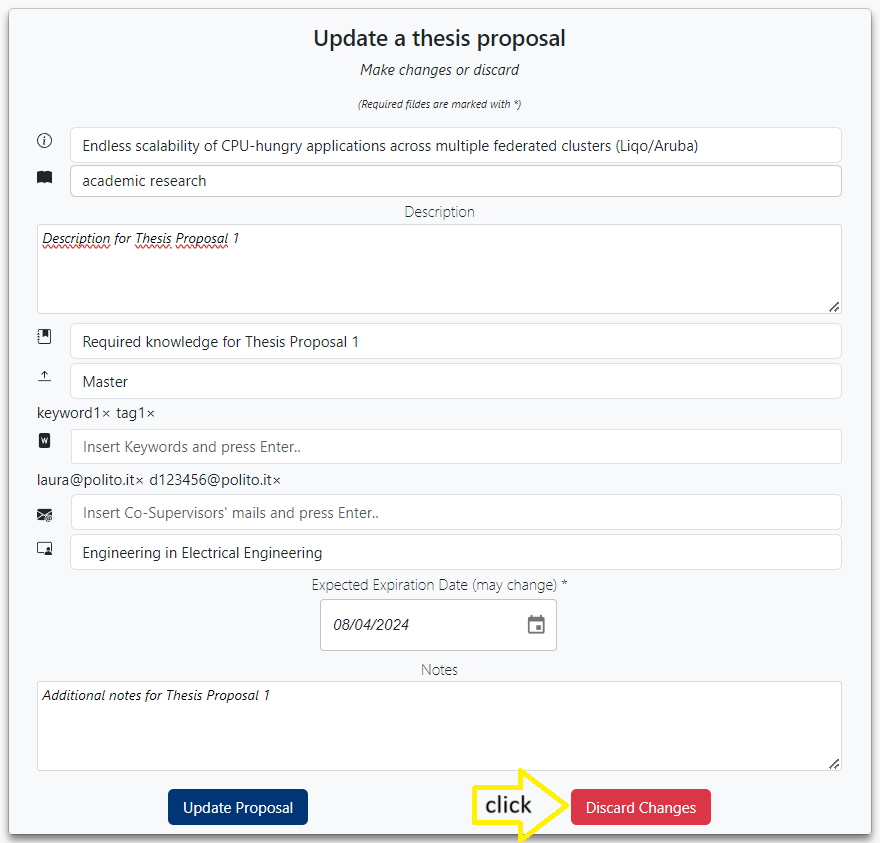 Update a thesis proposal
Make changes or discard
(Required fildes are marked with *)
Endless scalability of CPU-hungry applications across multiple federated clusters (Liqo/Aruba)
academic research
Description
Description for Thesis Proposal 1
Required knowledge for Thesis Proposal 1
Master
keyword1× tag1×
W
Insert Keywords and press Enter..
laura@polito.it× d123456@polito.it×
Insert Co-Supervisors' mails and press Enter..
Engineering in Electrical Engineering
Expected Expiration Date (may change) *
08/04/2024
Notes
Additional notes for Thesis Proposal 1
Update Proposal click Discard Changes